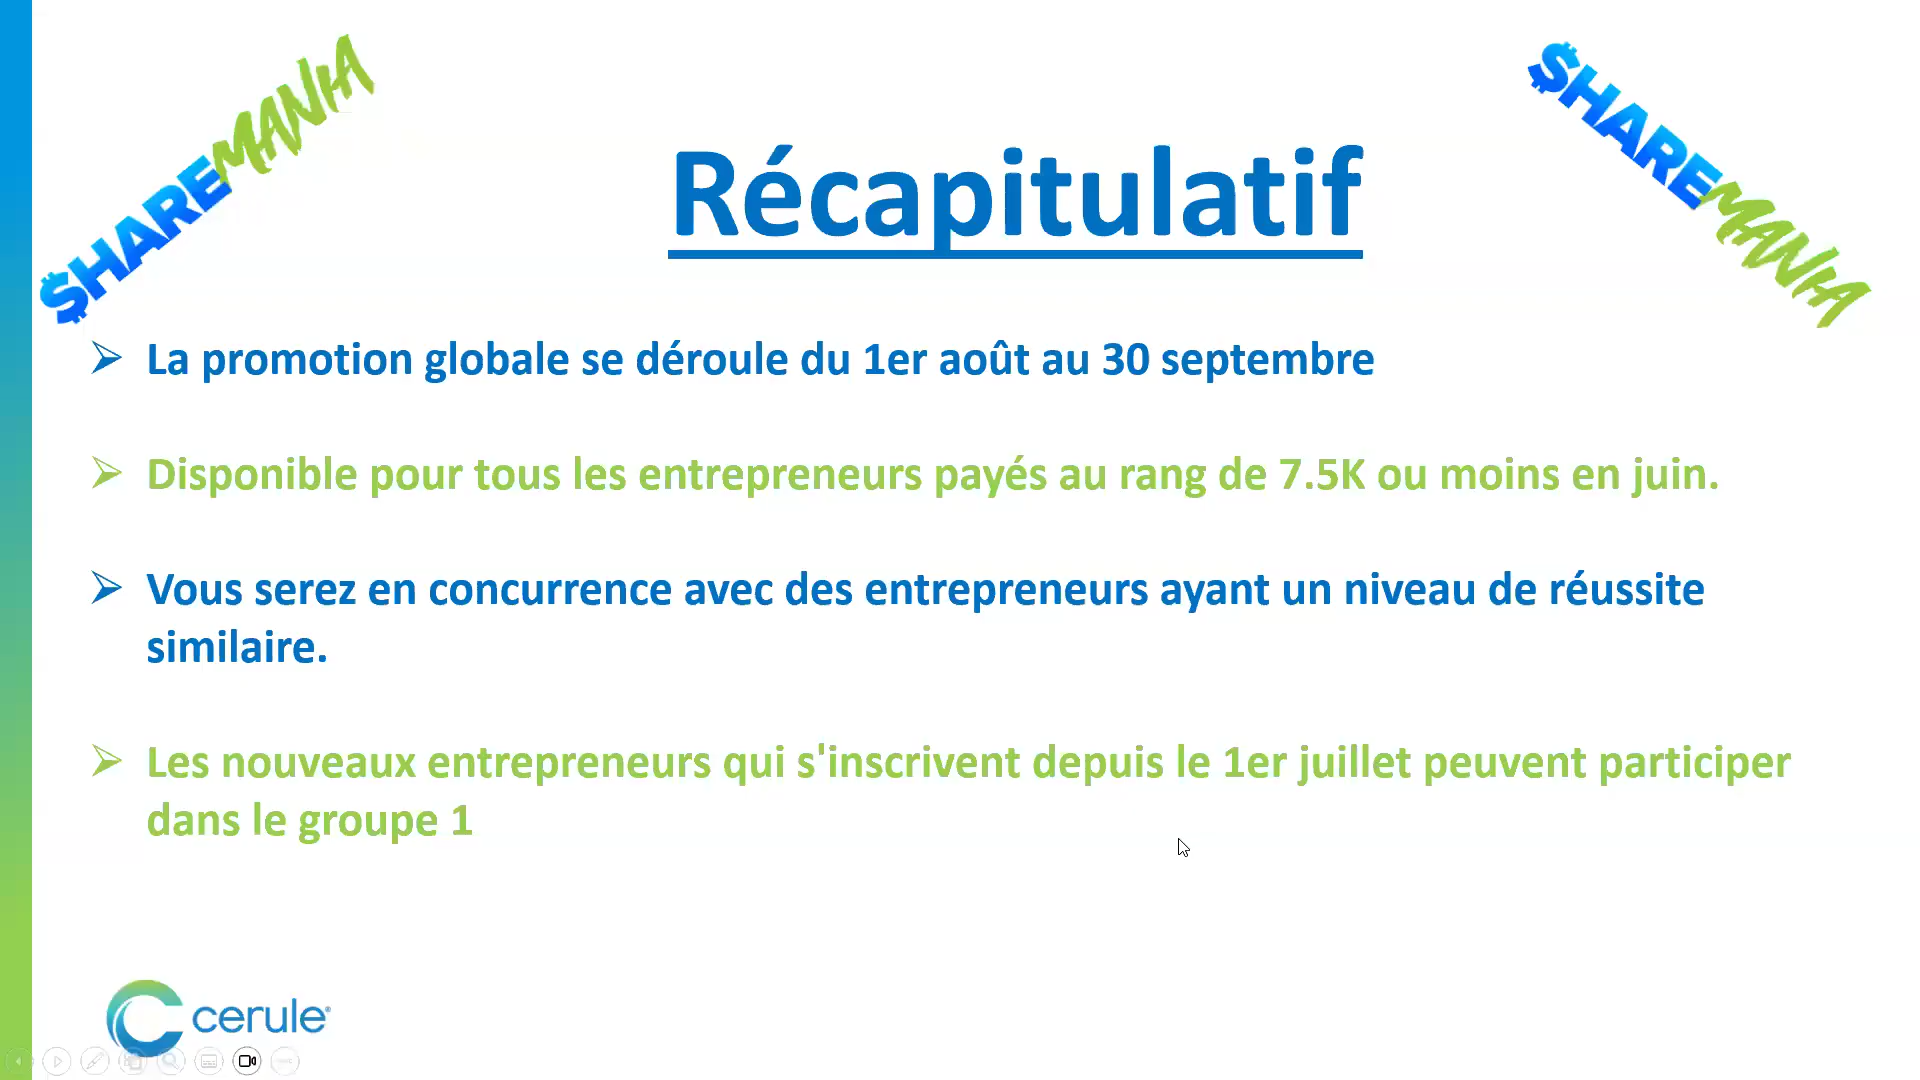 $HAREMANIA
$HAREMANIA
Récapitulatif
La promotion globale se déroule du 1er août au 30 septembre
Disponible pour tous les entrepreneurs payés au rang de 7.5K ou moins en juin.
Vous serez en concurrence avec des entrepreneurs ayant un niveau de réussite
similaire.
Les nouveaux entrepreneurs qui s'inscrivent depuis le 1er juillet peuvent participer
dans le groupe 1
cerule®